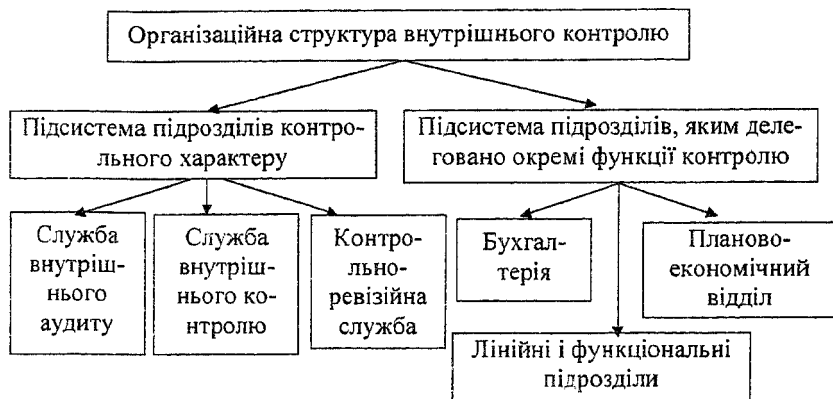 Організаційна структура внутрішнього контролю
Підсистема підрозділів контро-
льного характеру
Підсистема підрозділів, яким деле-
говано окремі функції контролю
Служба
внутріш-
нього
аудиту
Служба
внутріш-
нього ко-
нтролю
Контро-
льно-
ревізійна
служба
Бухгал-
терія
Планово-
економічний
відділ
Лінійні і функціональні
підрозділи